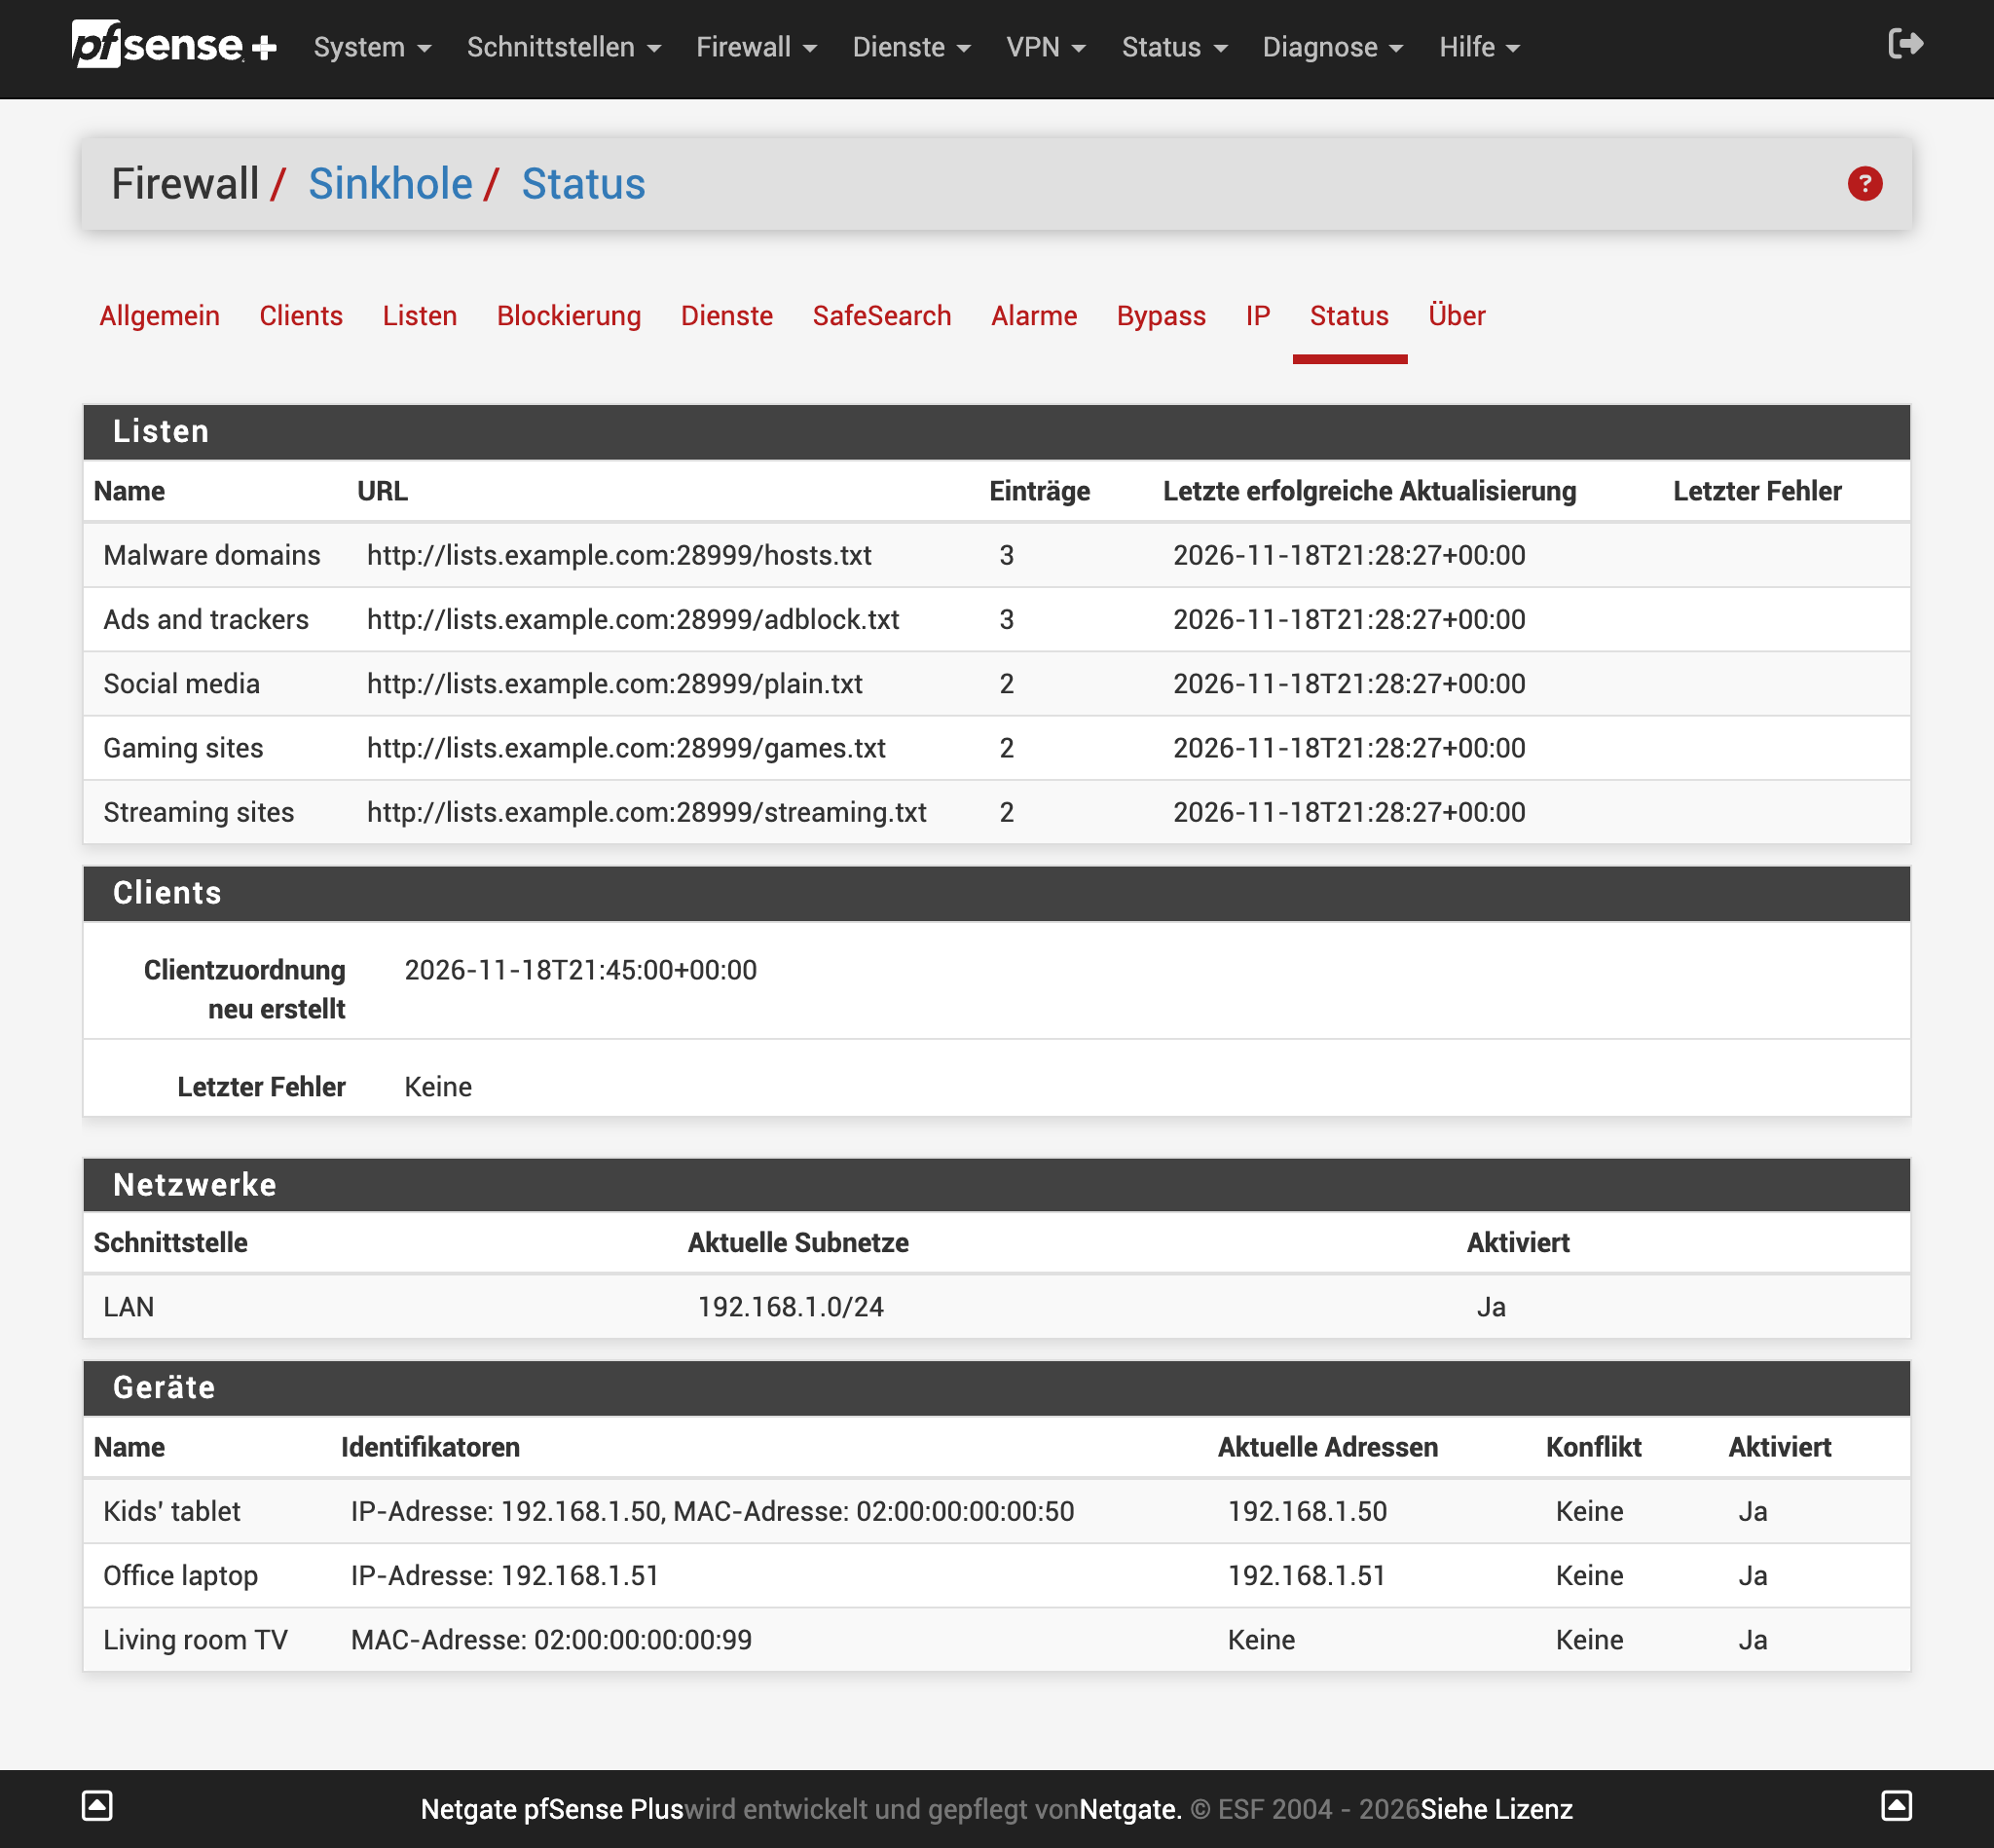 pfsense+ System Schnittstellen Firewall Dienste VPN Status Diagnose Hilfe
Firewall / Sinkhole / Status ?
Allgemein Clients Listen Blockierung Dienste SafeSearch Alarme Bypass IP Status Über
Listen
Name URL Einträge Letzte erfolgreiche Aktualisierung Letzter Fehler
Malware domains http://lists.example.com:28999/hosts.txt 3 2026-11-18T21:28:27+00:00
Ads and trackers http://lists.example.com:28999/adblock.txt 3 2026-11-18T21:28:27+00:00
Social media http://lists.example.com:28999/plain.txt 2 2026-11-18T21:28:27+00:00
Gaming sites http://lists.example.com:28999/games.txt 2 2026-11-18T21:28:27+00:00
Streaming sites http://lists.example.com:28999/streaming.txt 2 2026-11-18T21:28:27+00:00
Clients
Clientzuordnung 2026-11-18T21:45:00+00:00
neu erstellt
Letzter Fehler Keine
Netzwerke
Schnittstelle Aktuelle Subnetze Aktiviert
LAN 192.168.1.0/24 Ja
Geräte
Name Identifikatoren Aktuelle Adressen Konflikt Aktiviert
Kids' tablet IP-Adresse: 192.168.1.50, MAC-Adresse: 02:00:00:00:00:50 192.168.1.50 Keine Ja
Office laptop IP-Adresse: 192.168.1.51 192.168.1.51 Keine Ja
Living room TV MAC-Adresse: 02:00:00:00:00:99 Keine Keine Ja
Netgate pfSense Pluswird entwickelt und gepflegt vonNetgate. © ESF 2004 - 2026Siehe Lizenz